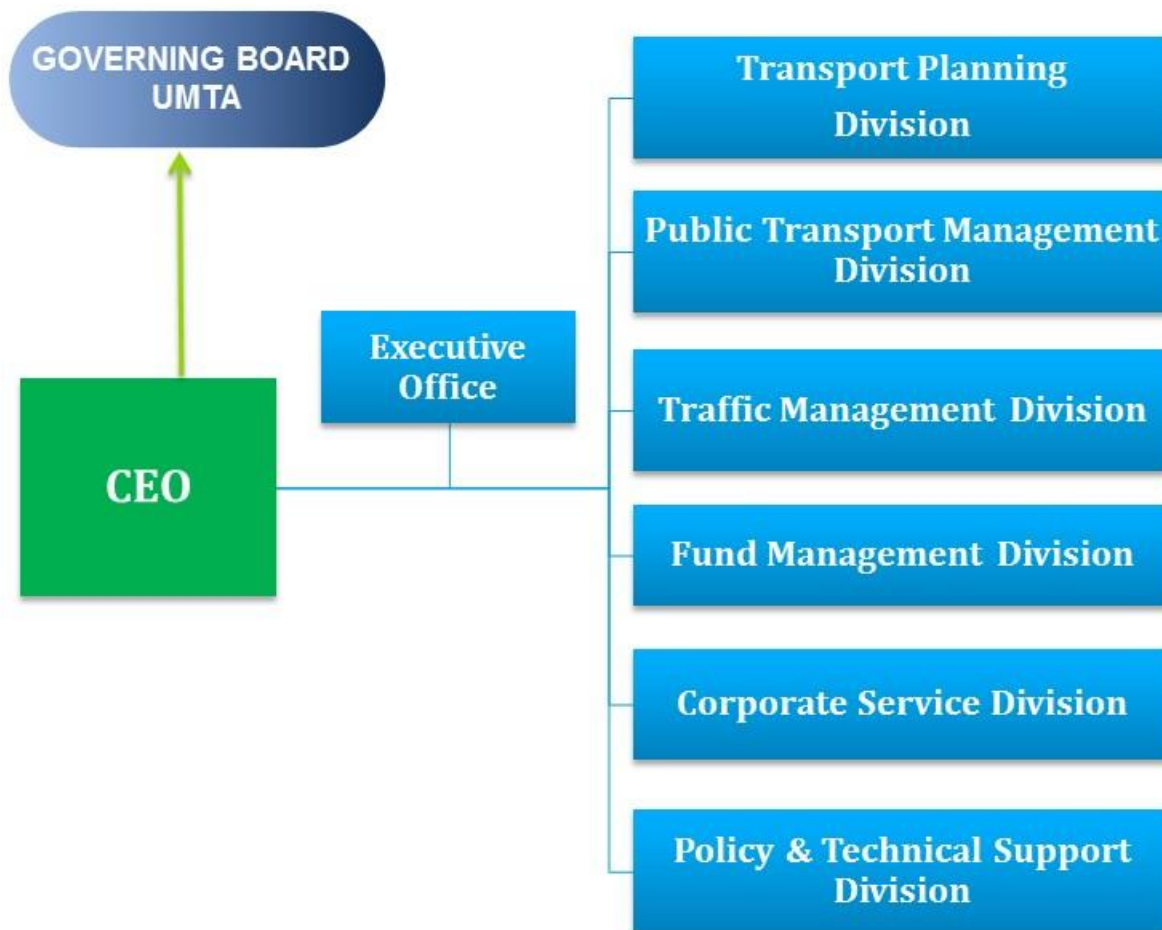 GOVERNING BOARD
UMTA
CEO
Executive
Office
Transport Planning
Division
Public Transport Management
Division
Traffic Management Division
Fund Management Division
Corporate Service Division
Policy & Technical Support
Division